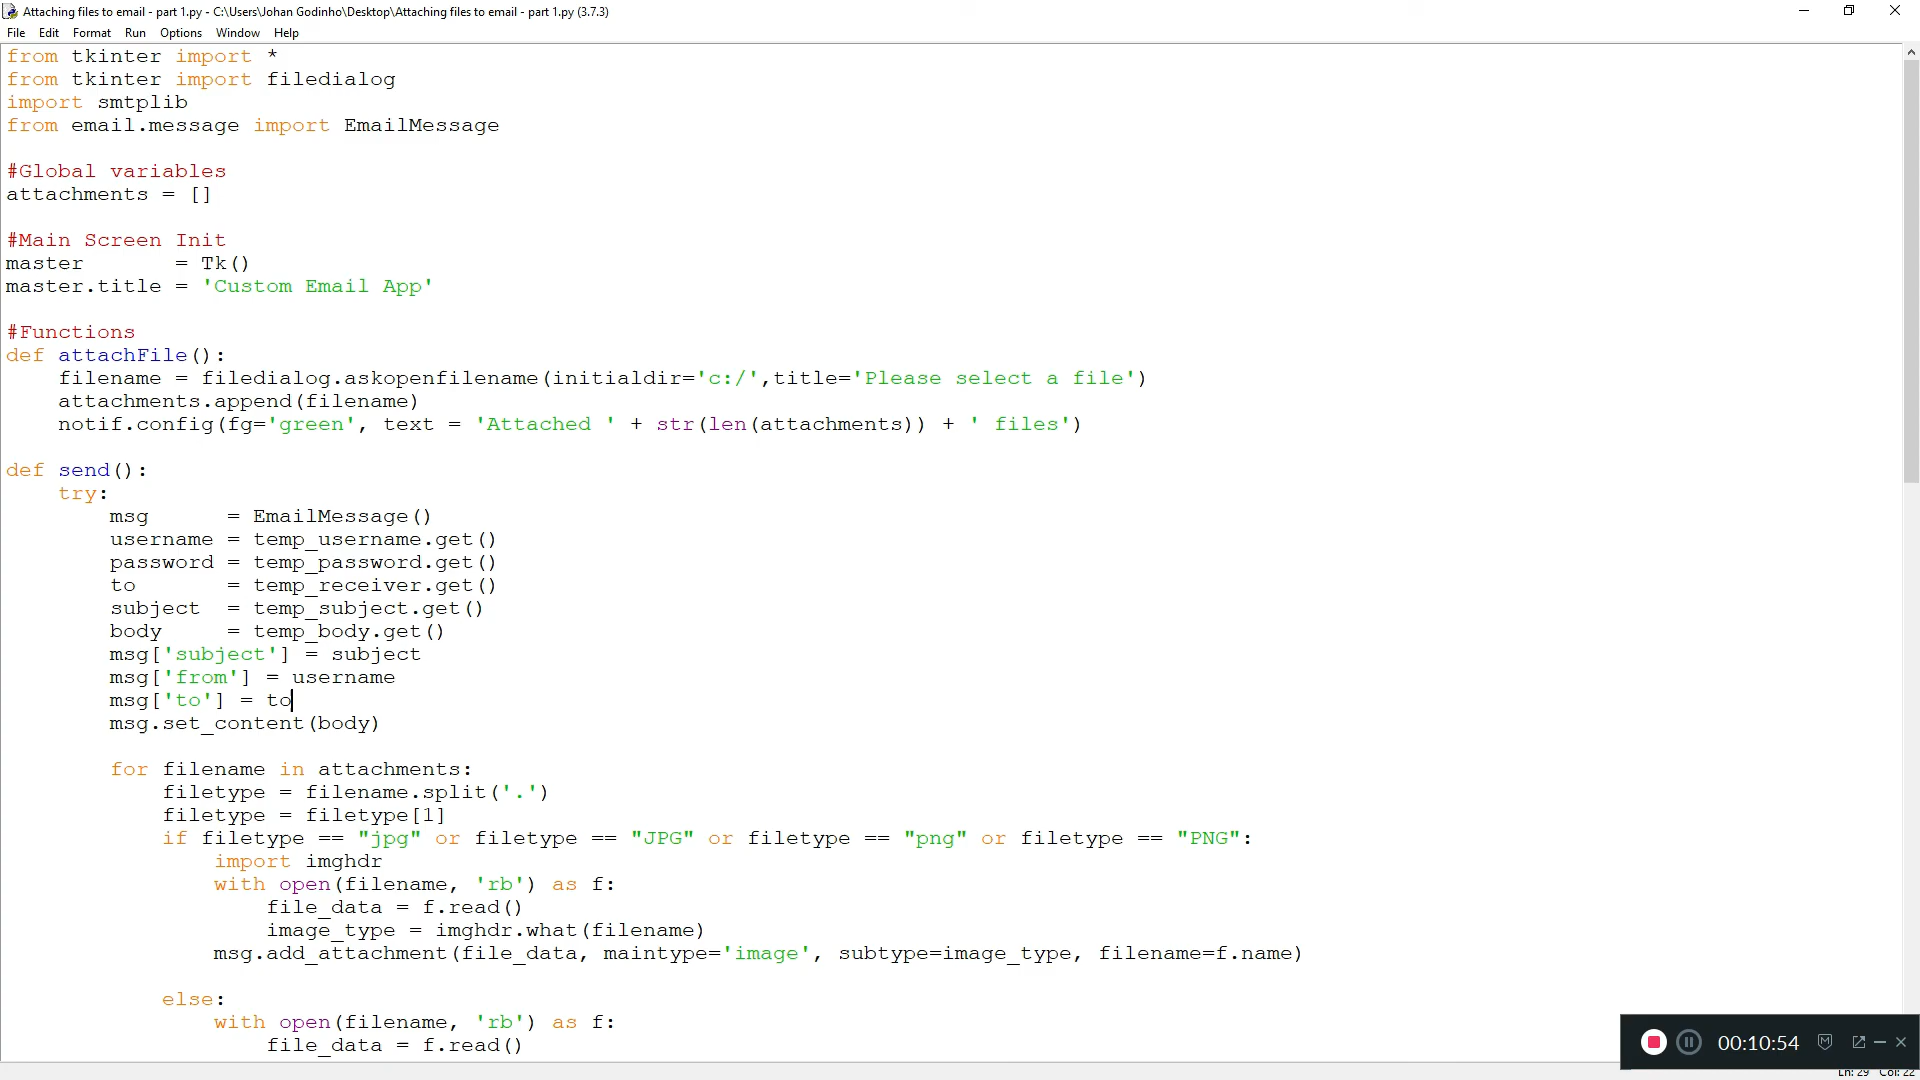 Attaching files to email - part 1.py - C:\Users\Johan Godinho\Desktop\Attaching files to email - part 1.py (3.7.3)
File Edit Format Run Options Window Help
from tkinter import *
from tkinter import filedialog
import smtplib
from email.message import EmailMessage
#Global variables
attachments = []
#Main Screen Init
master       = Tk()
master.title = 'Custom Email App'
#Functions
def attachFile():
    filename = filedialog.askopenfilename(initialdir='c:/',title='Please select a file')
    attachments.append(filename)
    notif.config(fg='green', text = 'Attached ' + str(len(attachments)) + ' files')
def send():
    try:
        msg      = EmailMessage()
        username = temp_username.get()
        password = temp_password.get()
        to       = temp_receiver.get()
        subject  = temp_subject.get()
        body     = temp_body.get()
        msg['subject'] = subject
        msg['from'] = username
        msg['to'] = to
        msg.set_content(body)
        for filename in attachments:
            filetype = filename.split('.')
            filetype = filetype[1]
            if filetype == "jpg" or filetype == "JPG" or filetype == "png" or filetype == "PNG":
                import imghdr
                with open(filename, 'rb') as f:
                    file_data = f.read()
                    image_type = imghdr.what(filename)
                msg.add_attachment(file_data, maintype='image', subtype=image_type, filename=f.name)
            else:
                with open(filename, 'rb') as f:
                    file_data = f.read()
00:10:54
Ln: 29 Col: 22